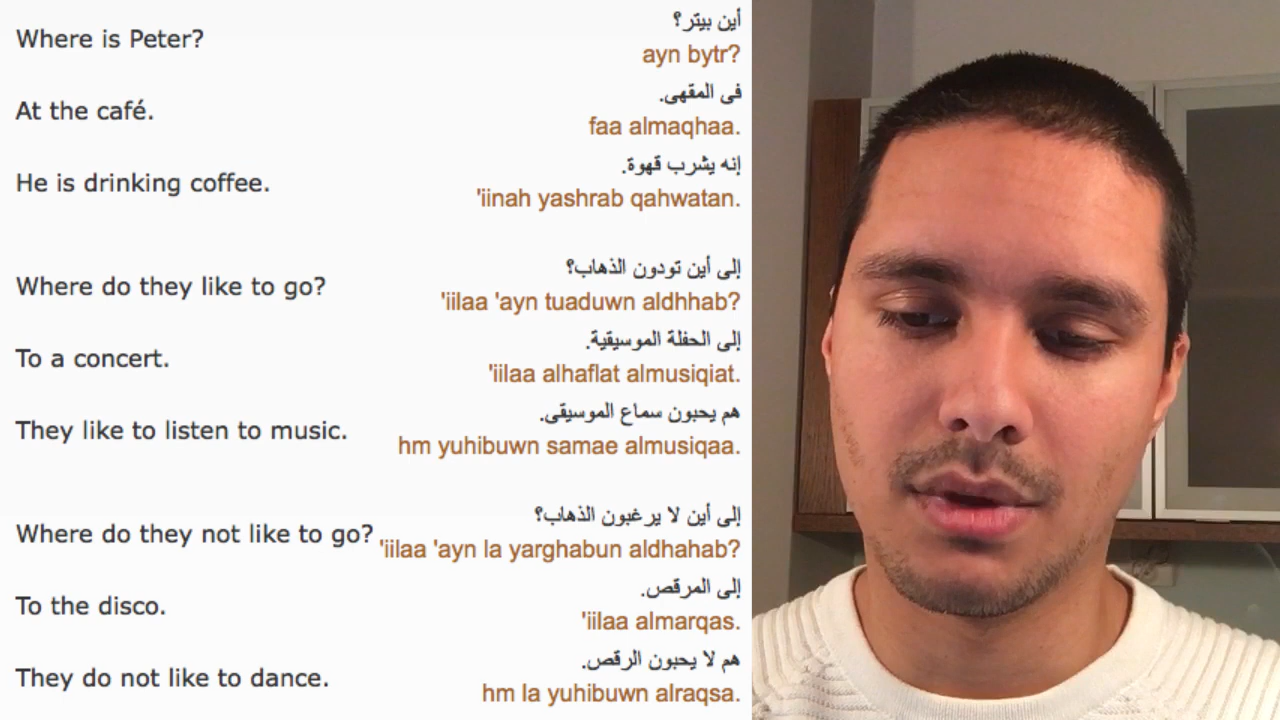 Where is Peter?
أين بيتر؟
ayn bytr?
At the café.
فى المقهى.
faa almaqhaa.
He is drinking coffee.
إنه يشرب قهوة.
'iinah yashrab qahwatan.
Where do they like to go?
إلى أين تودون الذهاب؟
'iilaa 'ayn tuaduwn aldhhab?
To a concert.
إلى الحفلة الموسيقية.
'iilaa alhaflat almusiqiat.
They like to listen to music.
هم يحبون سماع الموسيقى.
hm yuhibuwn samae almusiqaa.
Where do they not like to go?
إلى أين لا يرغبون الذهاب؟
'iilaa 'ayn la yarghabun aldhahab?
To the disco.
إلى المرقص.
'iilaa almarqas.
They do not like to dance.
هم لا يحبون الرقص.
hm la yuhibuwn alraqsa.